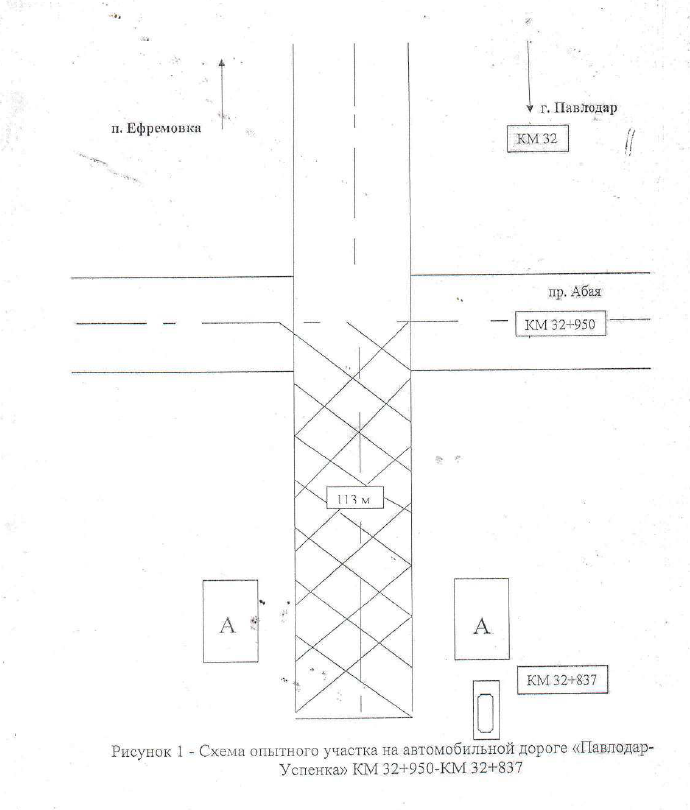 г. Павлодар
п. Ефремовка
КМ 32
пр. Абая
КМ 32+950
113 м
А
А
КМ 32+837
Рисунок 1 - Схема опытного участка на автомобильной дороге «Павлодар-
Успенка» КМ 32+950-КМ 32+837